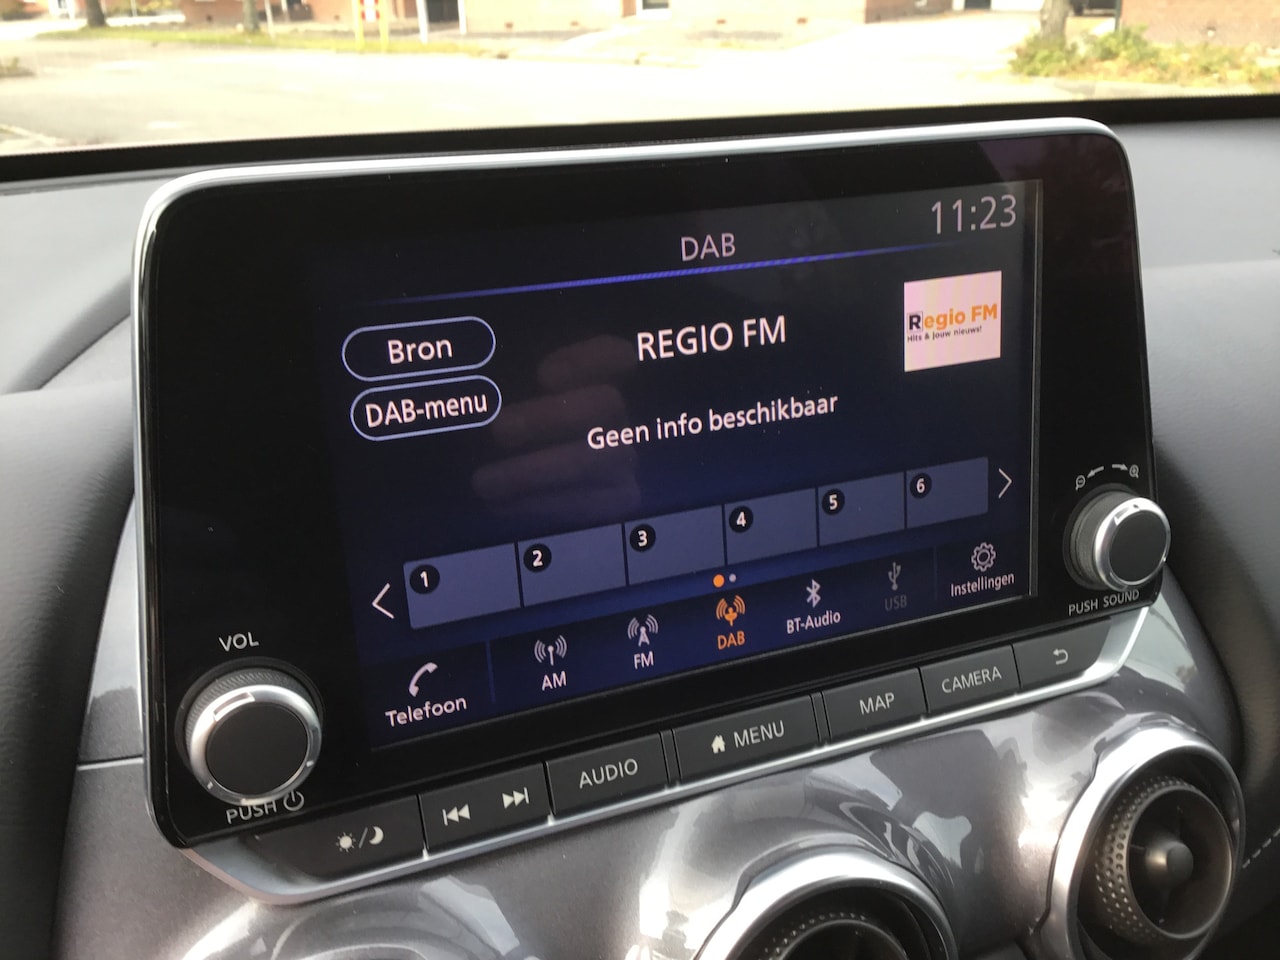 11:23
DAB
Bron
REGIO FM
Regio FM
Hits & jouw nieuws!
DAB-menu
Geen info beschikbaar
1
2
3
4
5
6
Telefoon
AM
FM
DAB
BT-Audio
USB
Instellingen
VOL
PUSH
PUSH SOUND
AUDIO
MENU
MAP
CAMERA